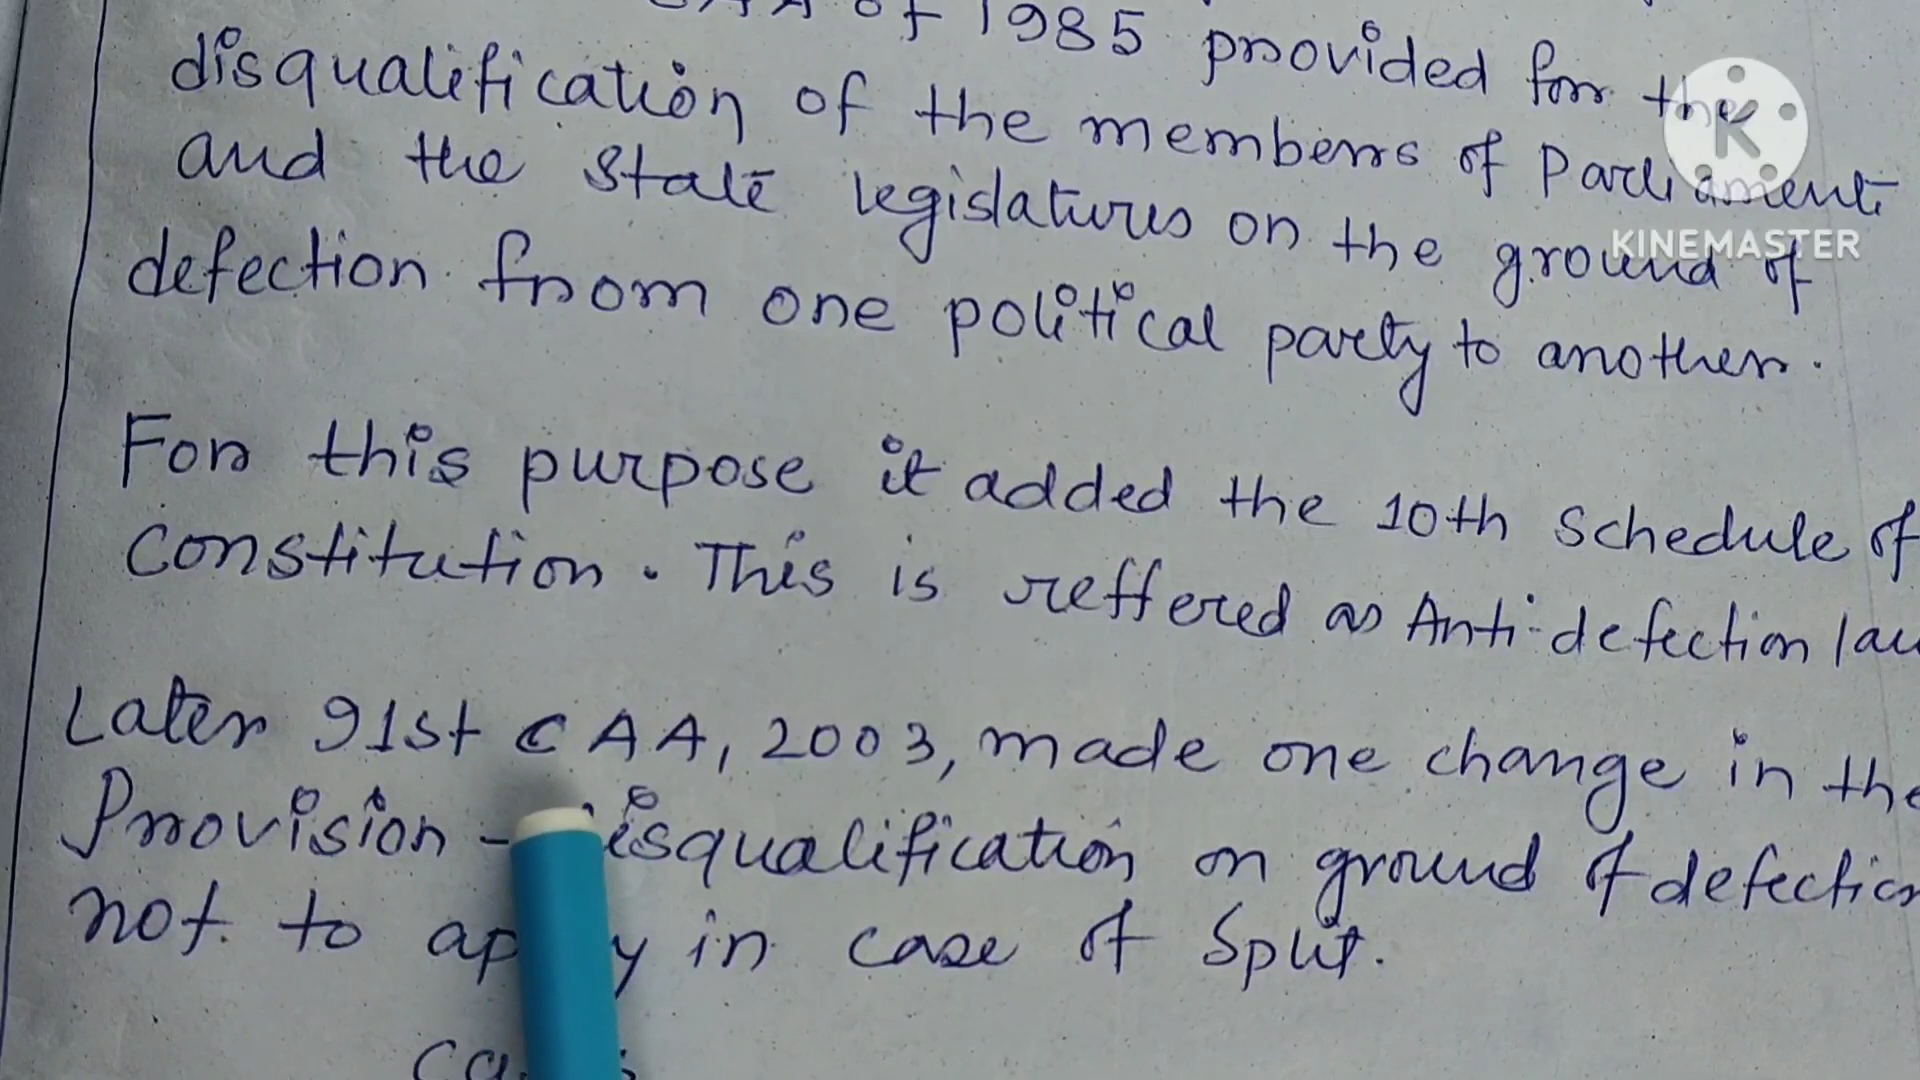 CAA of 1985 provided for the
disqualification of the members of Parliament
and the State legislatures on the ground of
defection from one political party to another.
For this purpose it added the 10th Schedule of
Constitution. This is reffered as Anti-defection law
Later 91st CAA, 2003, made one change in the
Provision - disqualification on ground of defection
not to apply in case of Split.
KINEMASTER